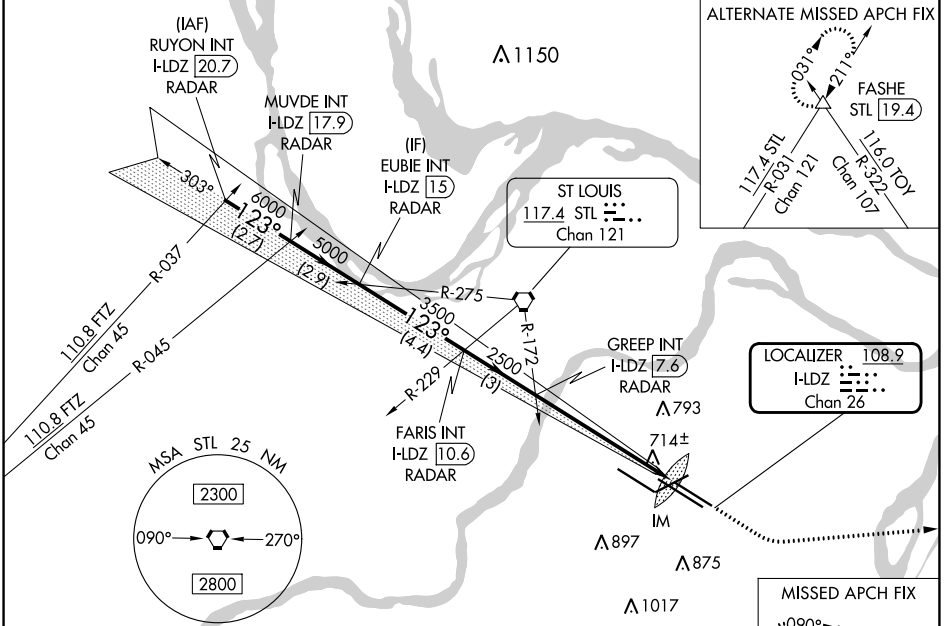 (IAF)
RUYON INT
I-LDZ 20.7
RADAR
MUVDE INT
I-LDZ 17.9
RADAR
(IF)
EUBIE INT
I-LDZ 15
RADAR
1150
ALTERNATE MISSED APCH FIX
031°
211°
FASHE
STL 19.4
117.4 STL
R-031
Chan 121
116.0 TOY
R-322
Chan 107
ST LOUIS
117.4 STL
Chan 121
303°
6000
123°
(2.7)
5000
(2.9)
R-037
110.8 FTZ
Chan 45
R-045
110.8 FTZ
Chan 45
R-275
3500
123°
(4.4)
R-172
R-229
2500
(3)
GREEP INT
I-LDZ 7.6
RADAR
FARIS INT
I-LDZ 10.6
RADAR
LOCALIZER 108.9
I-LDZ
Chan 26
793
714±
IM
897
875
1017
MSA STL 25 NM
2300
090°
270°
2800
MISSED APCH FIX
090°